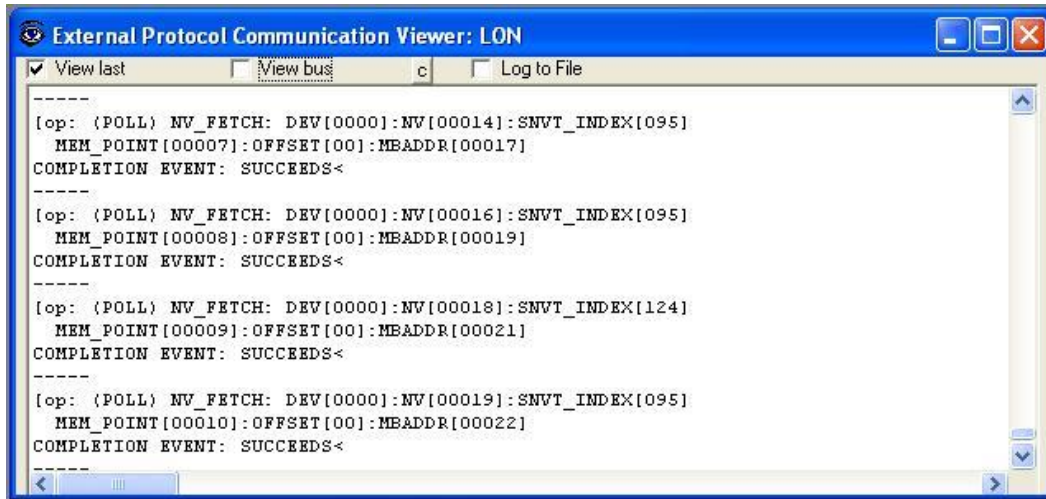 External Protocol Communication Viewer: LON
View last View bus c Log to File
-----
[op: (POLL) NV_FETCH: DEV[0000]:NV[00014]:SNVT_INDEX[095]
MEM_POINT[00007]:OFFSET[00]:MBADDR[00017]
COMPLETION EVENT: SUCCEEDS<
-----
[op: (POLL) NV_FETCH: DEV[0000]:NV[00016]:SNVT_INDEX[095]
MEM_POINT[00008]:OFFSET[00]:MBADDR[00019]
COMPLETION EVENT: SUCCEEDS<
-----
[op: (POLL) NV_FETCH: DEV[0000]:NV[00018]:SNVT_INDEX[124]
MEM_POINT[00009]:OFFSET[00]:MBADDR[00021]
COMPLETION EVENT: SUCCEEDS<
-----
[op: (POLL) NV_FETCH: DEV[0000]:NV[00019]:SNVT_INDEX[095]
MEM_POINT[00010]:OFFSET[00]:MBADDR[00022]
COMPLETION EVENT: SUCCEEDS<
-----